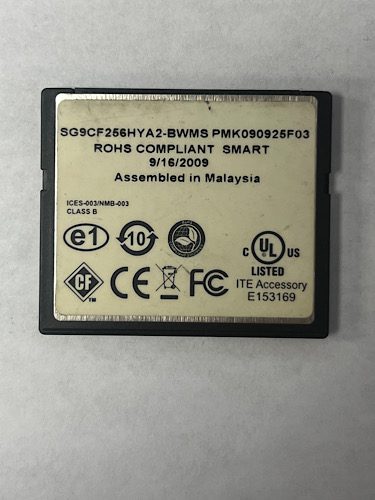 SG9CF256HYA2-BWMS PMK090925F03
ROHS COMPLIANT SMART
9/16/2009
Assembled in Malaysia
ICES-003/NMB-003
CLASS B
e1
10
c UL US
LISTED
ITE Accessory
E153169
CF TM
CE
FC